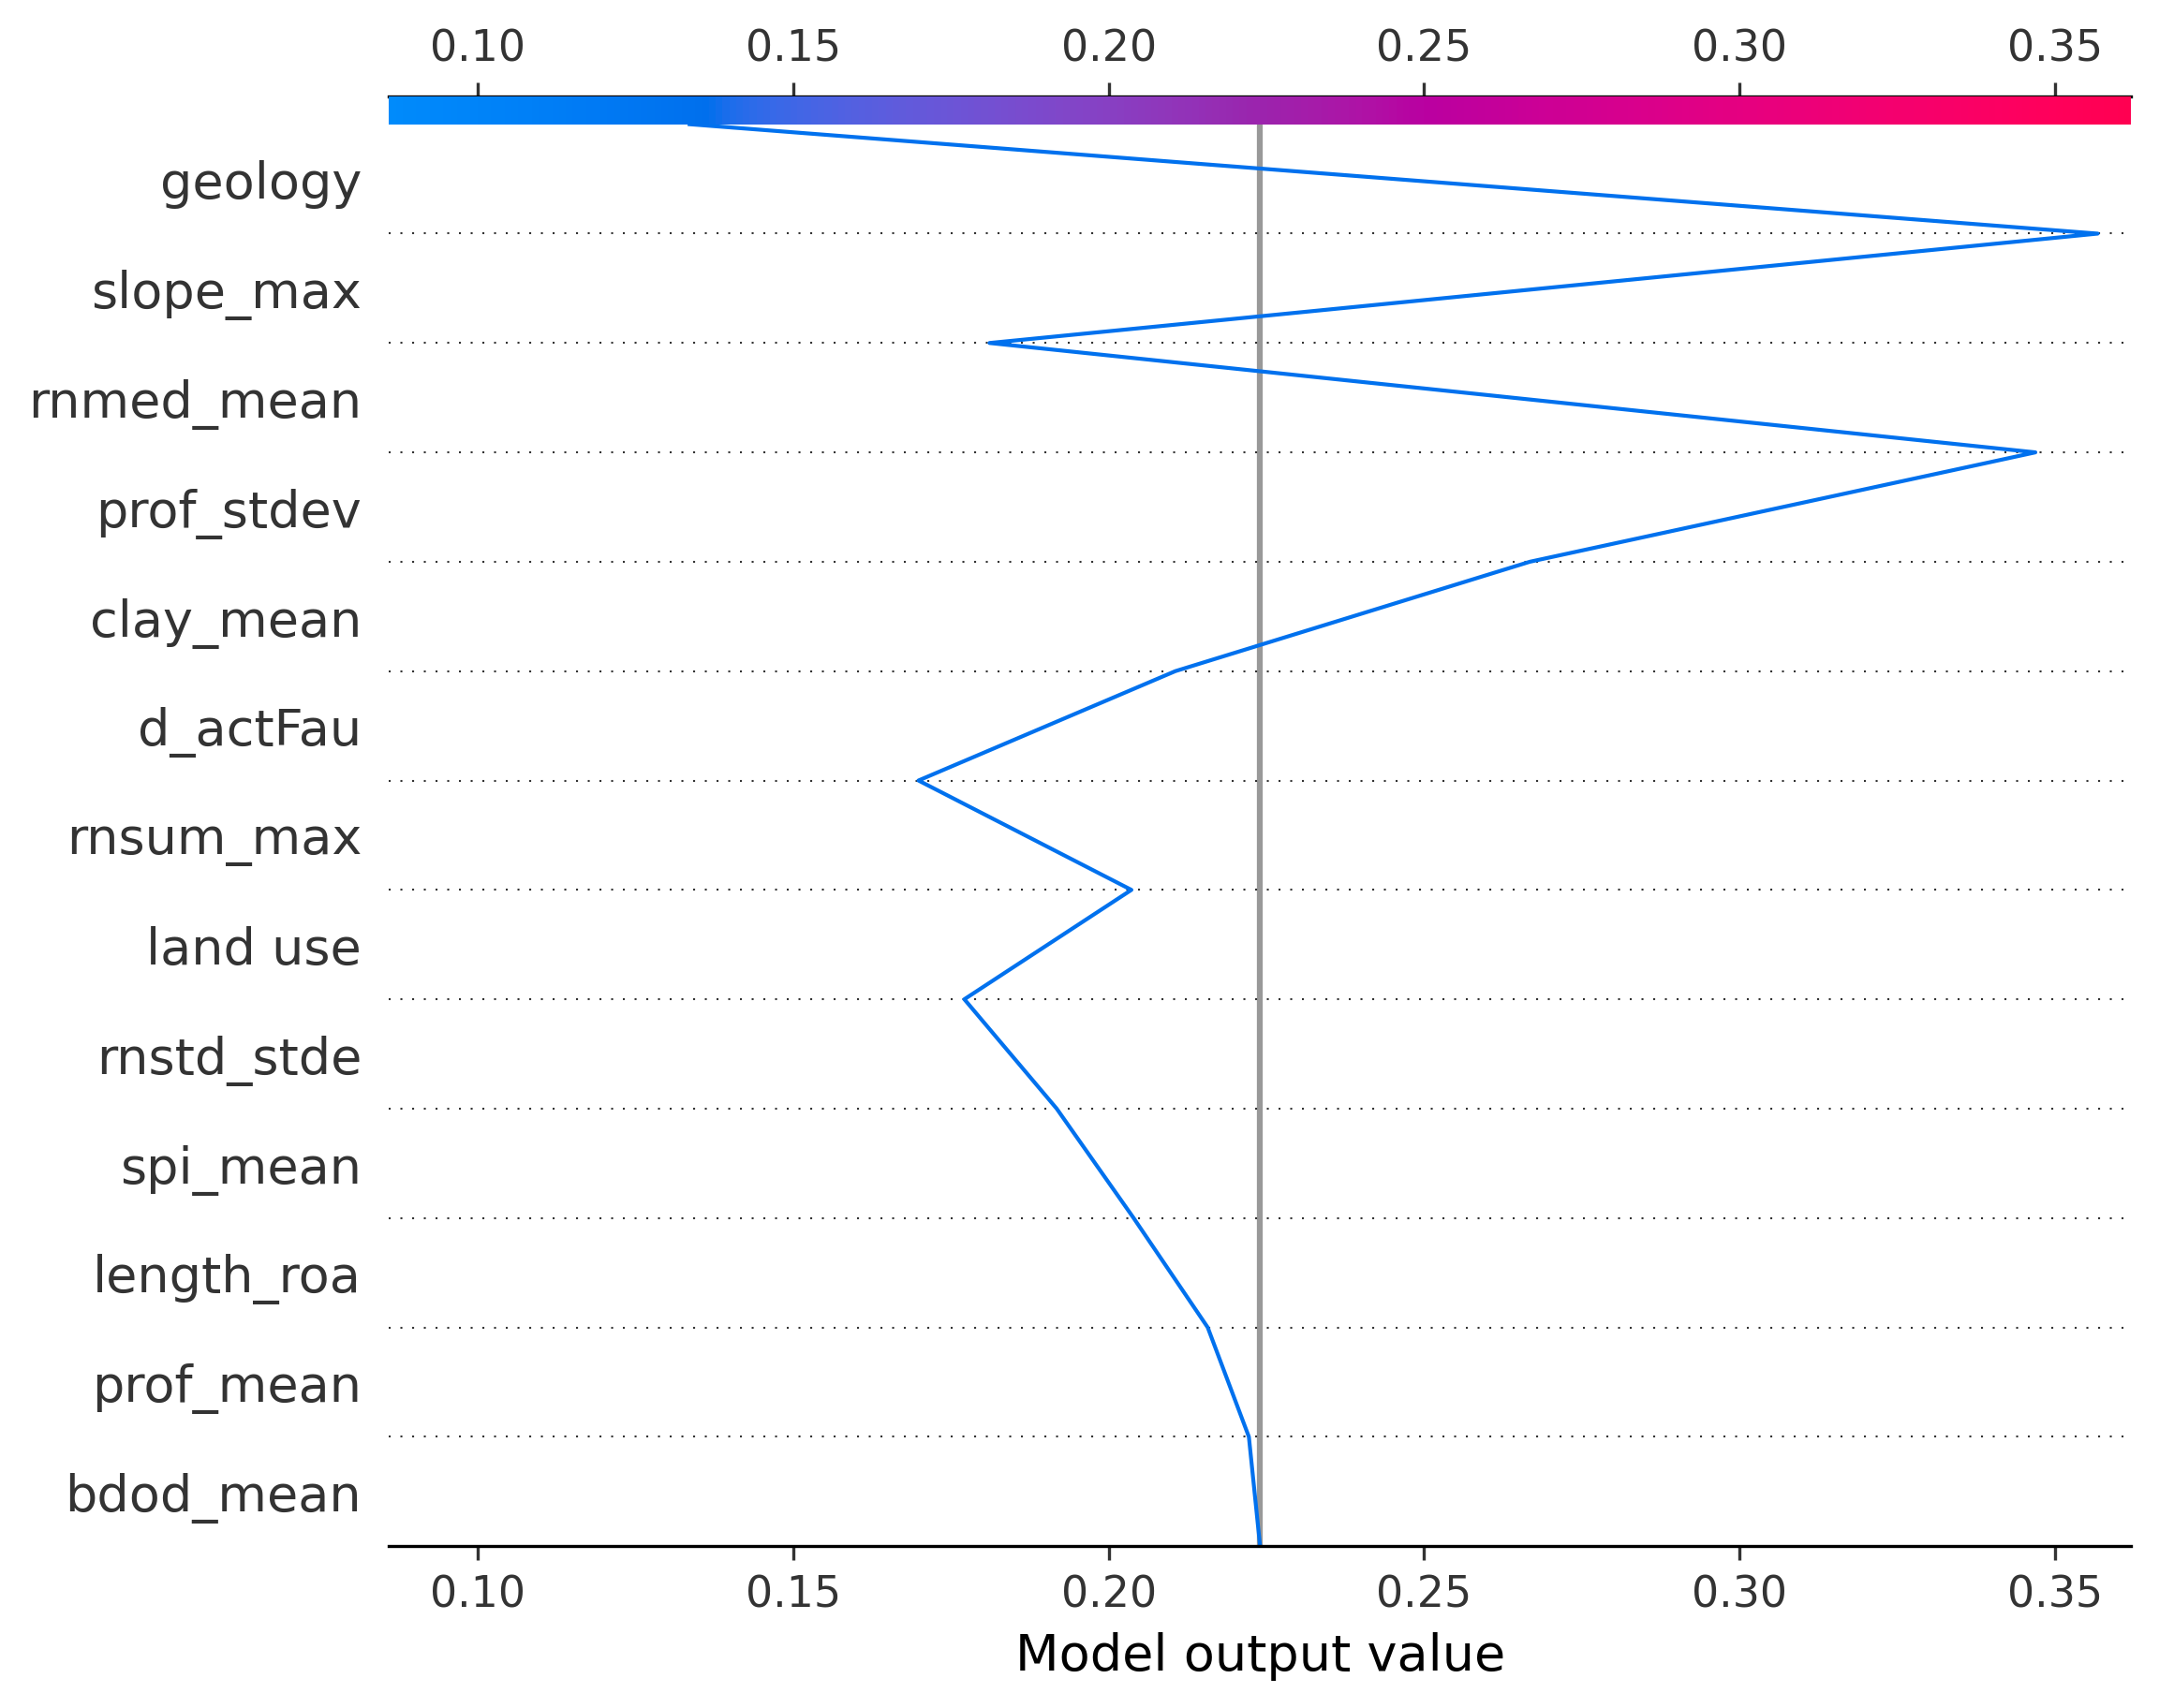 0.10 0.15 0.20 0.25 0.30 0.35
geology
slope_max
rnmed_mean
prof_stdev
clay_mean
d_actFau
rnsum_max
land use
rnstd_stde
spi_mean
length_roa
prof_mean
bdod_mean
0.10 0.15 0.20 0.25 0.30 0.35
Model output value